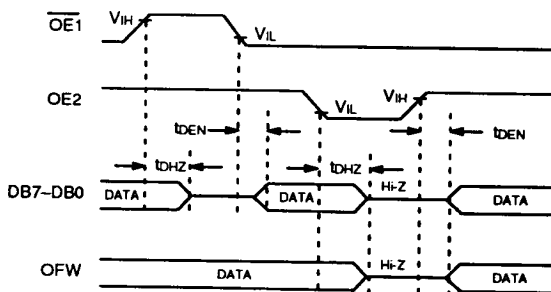 OE1 VIH VIL
OE2 VIL VIH
tDEN tDEN
tDHZ tDHZ
DB7~DB0 DATA DATA Hi-Z DATA
OFW DATA Hi-Z DATA